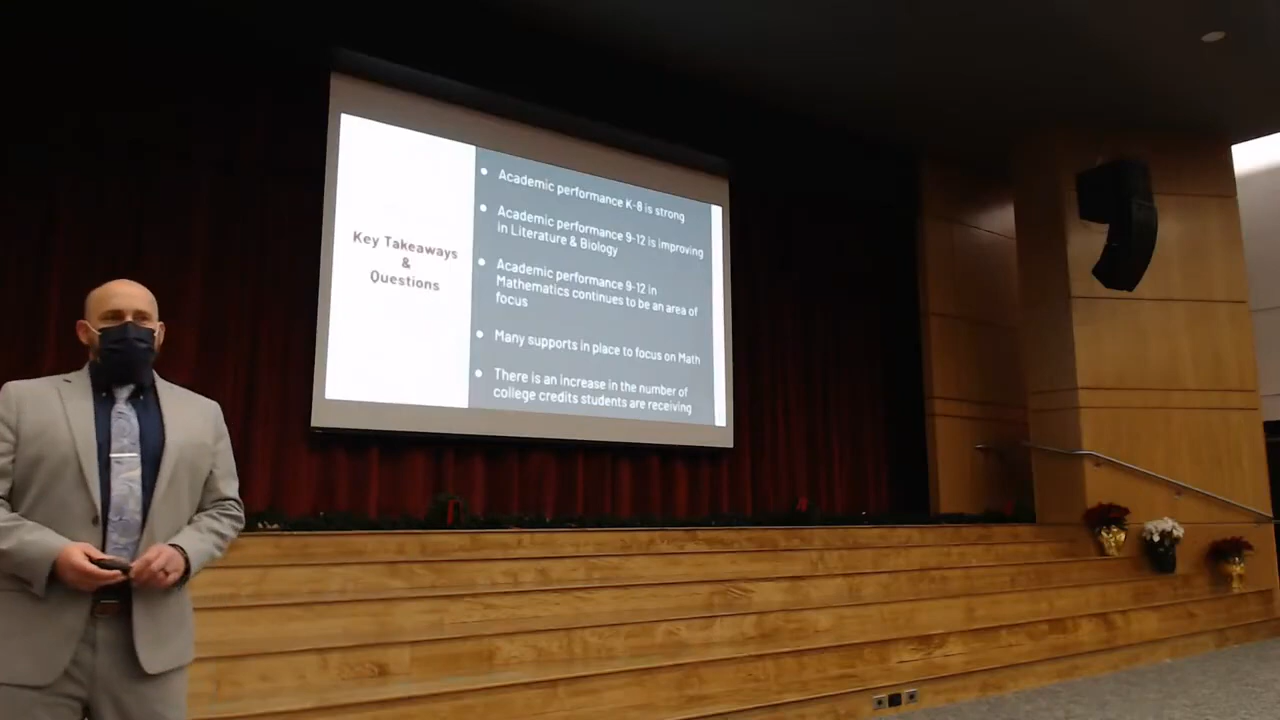 Key Takeaways
&
Questions
Academic performance K-8 is strong
Academic performance 9-12 is improving
in Literature & Biology
Academic performance 9-12 in
Mathematics continues to be an area of
focus
Many supports in place to focus on Math
There is an increase in the number of
college credits students are receiving